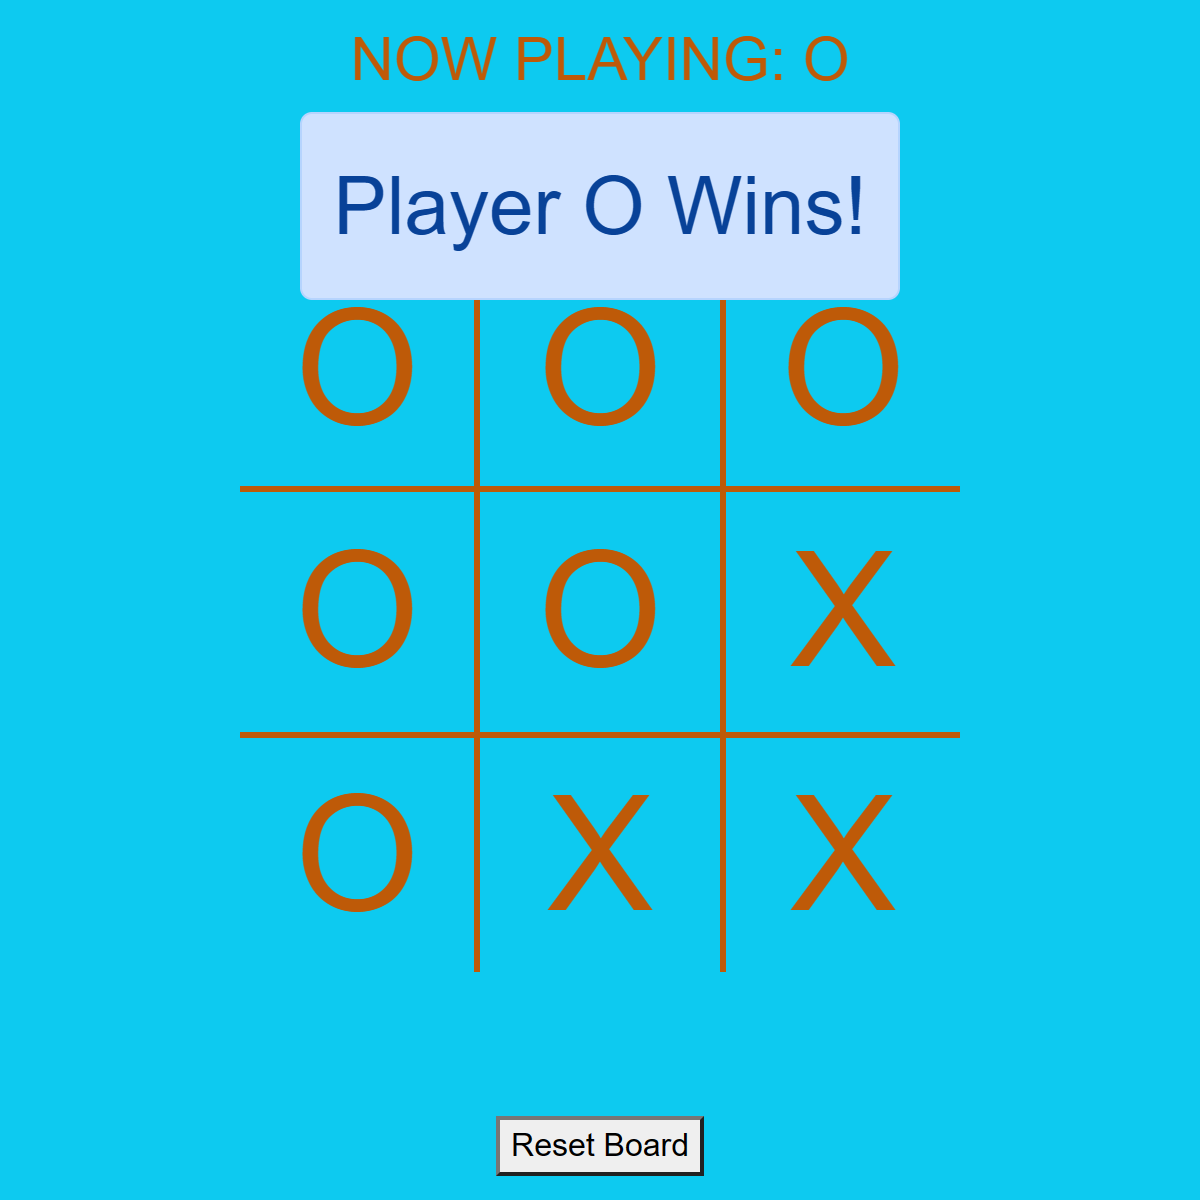 NOW PLAYING: O
Player O Wins!
O O O
O O X
O X X
Reset Board